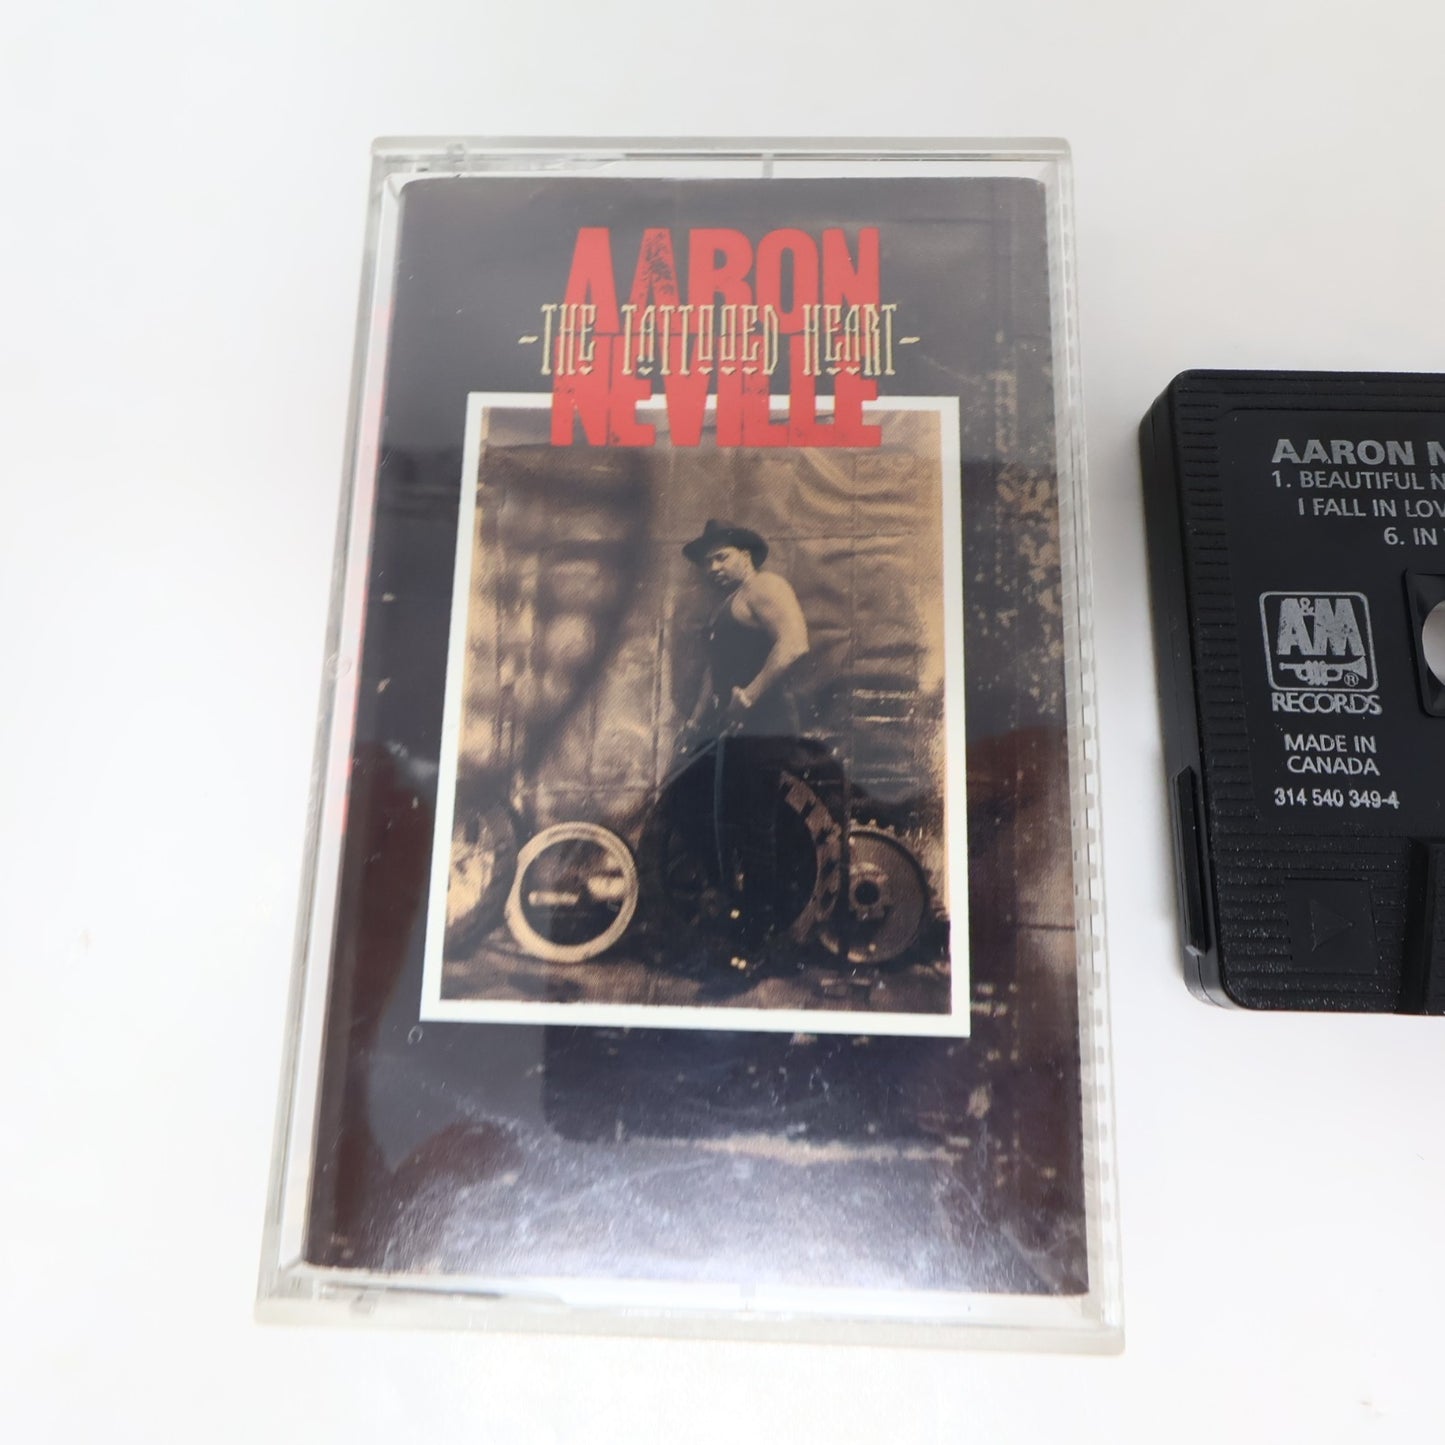 AARON
-THE TATTOOED HEART-
NEVILLE
AARON N
1. BEAUTIFUL N
I FALL IN LOV
6. IN
A&M
®
RECORDS
MADE IN
CANADA
314 540 349-4